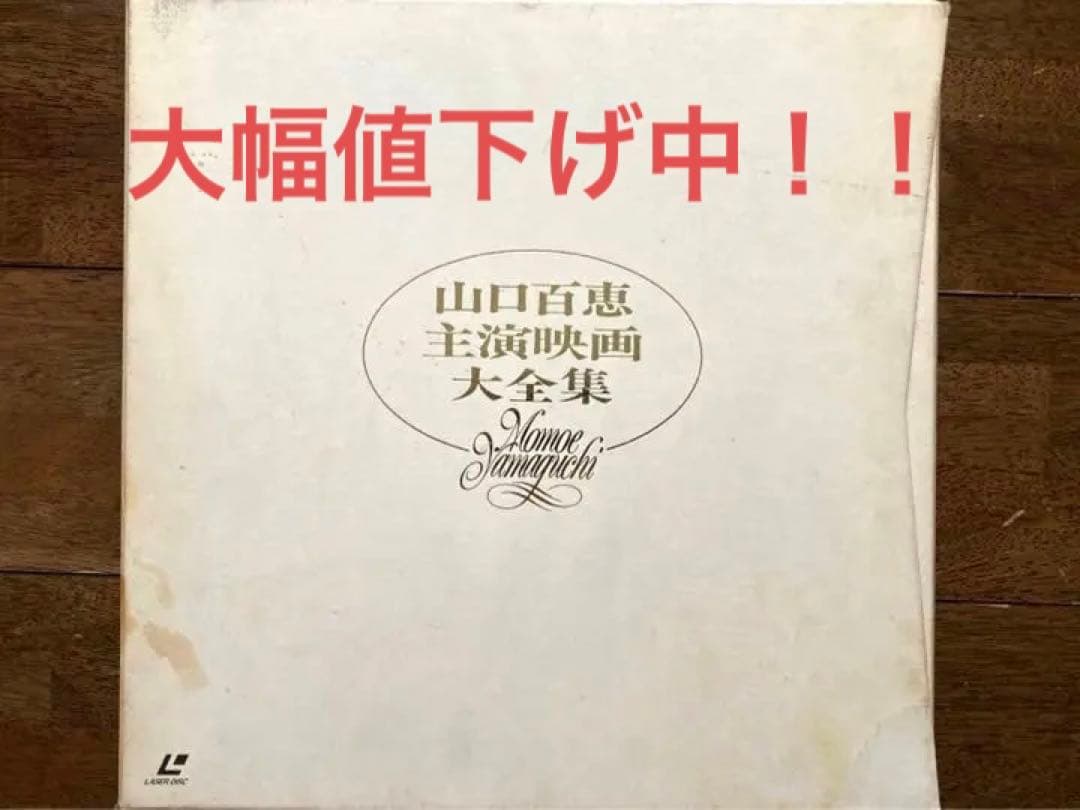 大幅値下げ中！！
山口百恵
主演映画
大全集
Momoe
Yamaguchi
LASER DISC